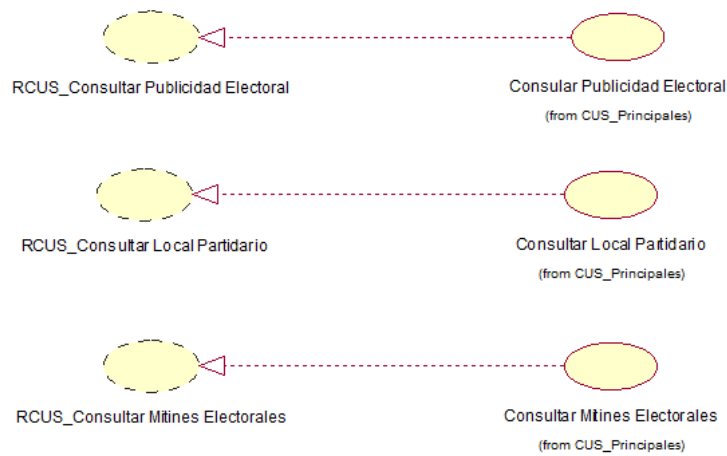 RCUS_Consultar Publicidad Electoral
Consular Publicidad Electoral
(from CUS_Principales)
RCUS_Consultar Local Partidario
Consultar Local Partidario
(from CUS_Principales)
RCUS_Consultar Mitines Electorales
Consultar Mitines Electorales
(from CUS_Principales)